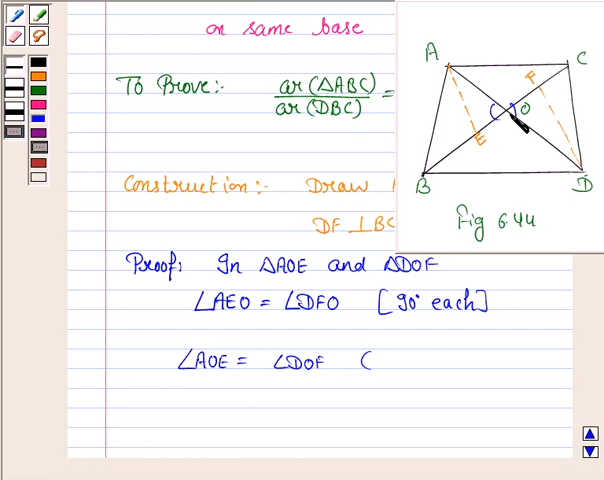 on same base
To Prove:- ar(ΔABC) / ar(DBC) =
Construction:- Draw
DF ⊥BC
Proof: In ΔAOE and ΔDOF
∠AEO = ∠DFO [90° each]
∠AOE = ∠DOF (
A
C
F
O
E
B
D
Fig 6.44